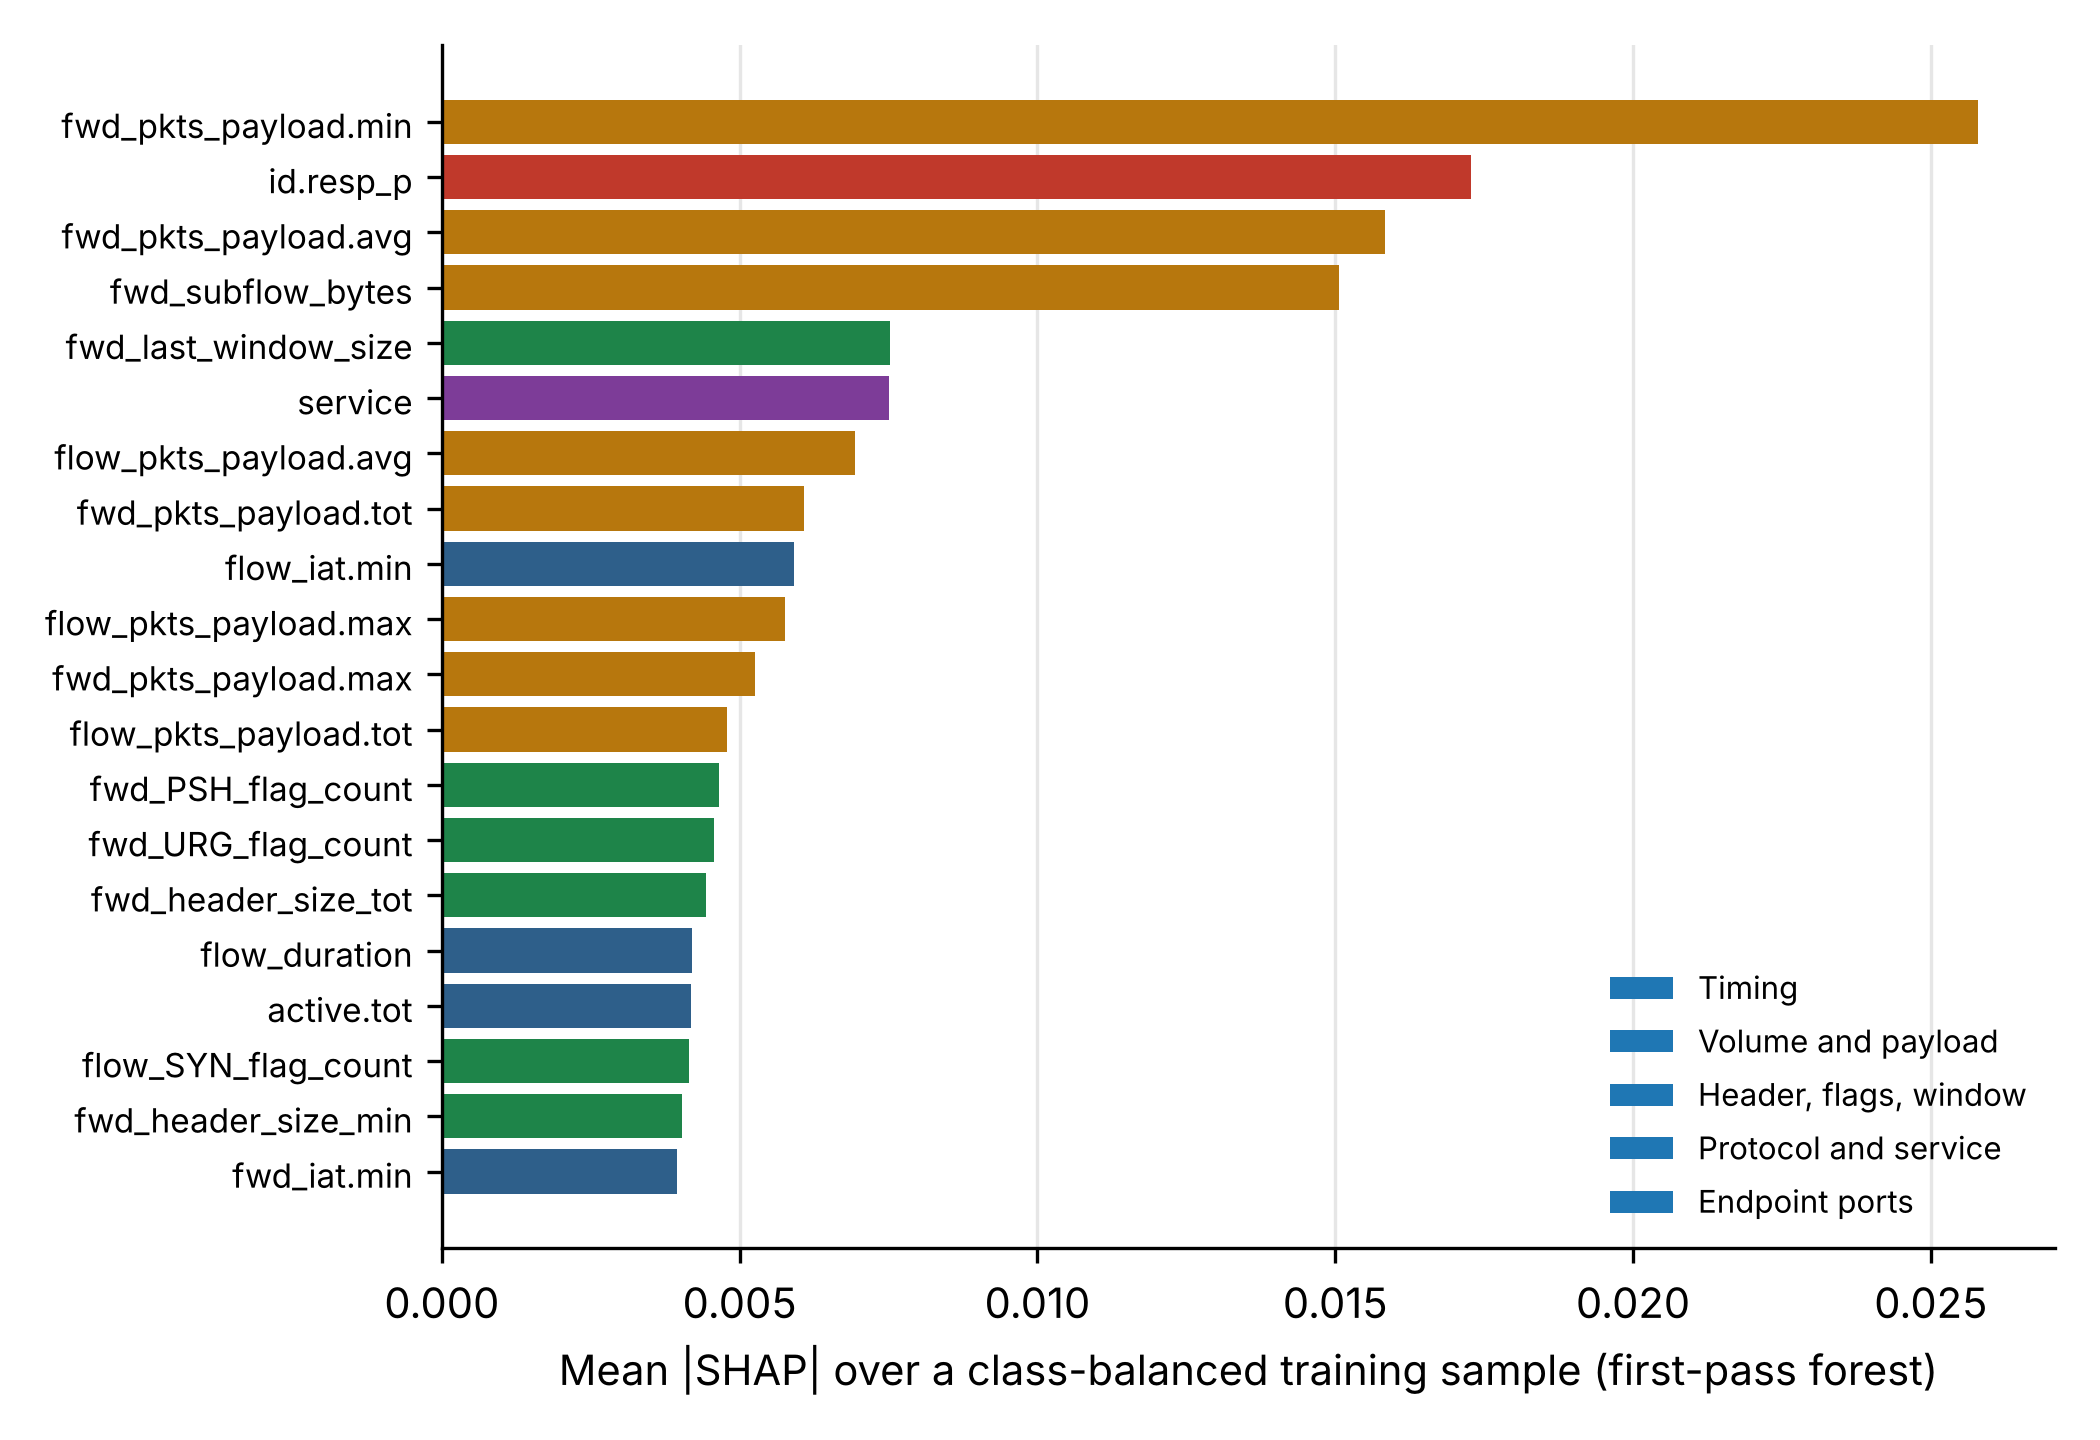 fwd_pkts_payload.min
id.resp_p
fwd_pkts_payload.avg
fwd_subflow_bytes
fwd_last_window_size
service
flow_pkts_payload.avg
fwd_pkts_payload.tot
flow_iat.min
flow_pkts_payload.max
fwd_pkts_payload.max
flow_pkts_payload.tot
fwd_PSH_flag_count
fwd_URG_flag_count
fwd_header_size_tot
flow_duration
active.tot
flow_SYN_flag_count
fwd_header_size_min
fwd_iat.min
Timing
Volume and payload
Header, flags, window
Protocol and service
Endpoint ports
0.000 0.005 0.010 0.015 0.020 0.025
Mean |SHAP| over a class-balanced training sample (first-pass forest)